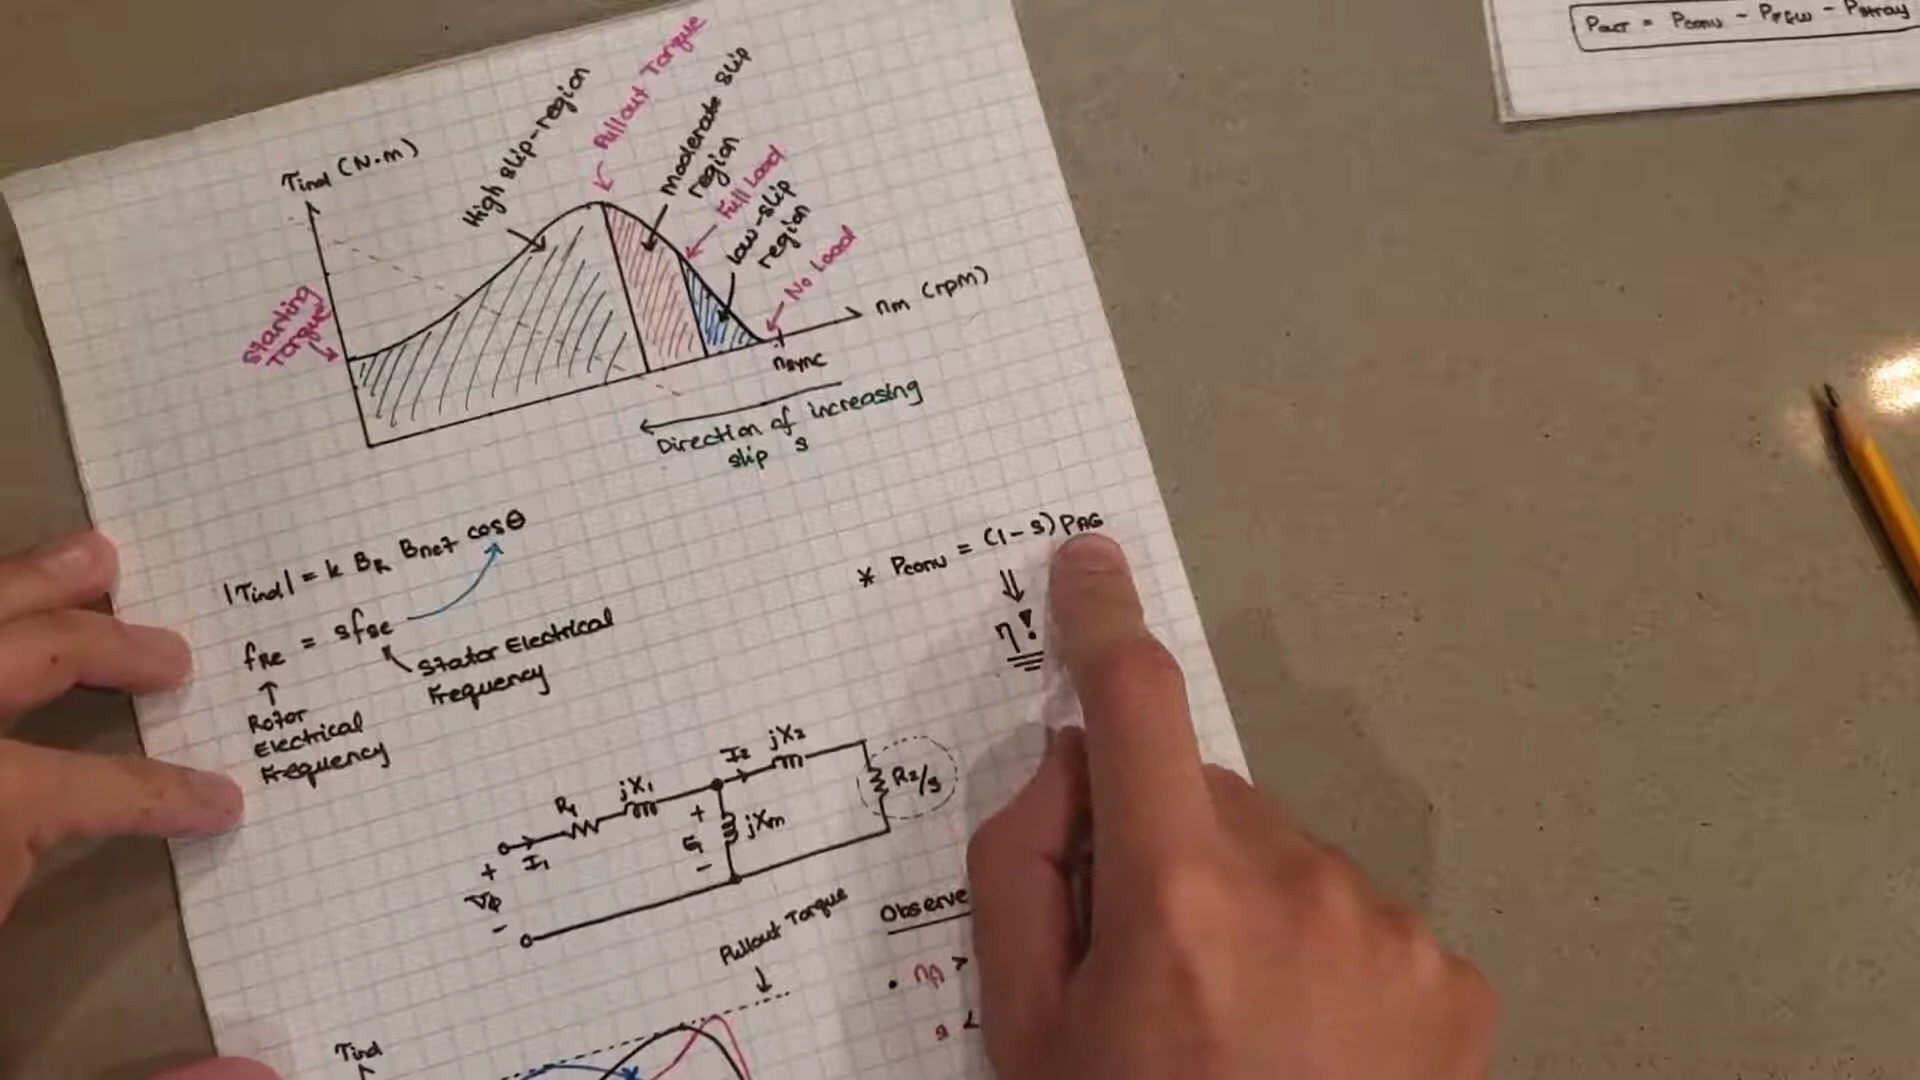 Pout = Pconv - PF&W - Pstray
Tind (N.m)
High slip-region
Pullout Torque
moderate slip
region
Full Load
low-slip
region
No Load
Starting
Torque
nm (rpm)
nsync
Direction of increasing
slip s
|Tind| = k BR Bnet cosθ
fRe = sfse
Stator Electrical
Frequency
Rotor
Electrical
Frequency
* Pconv = (1-s) PAG
⇓
η!
R1
jX1
I2
jX2
R2/s
I1
+
E1
-
jXm
+
Vφ
-
Pullout Torque
Observe
• nA >
s <
Tind